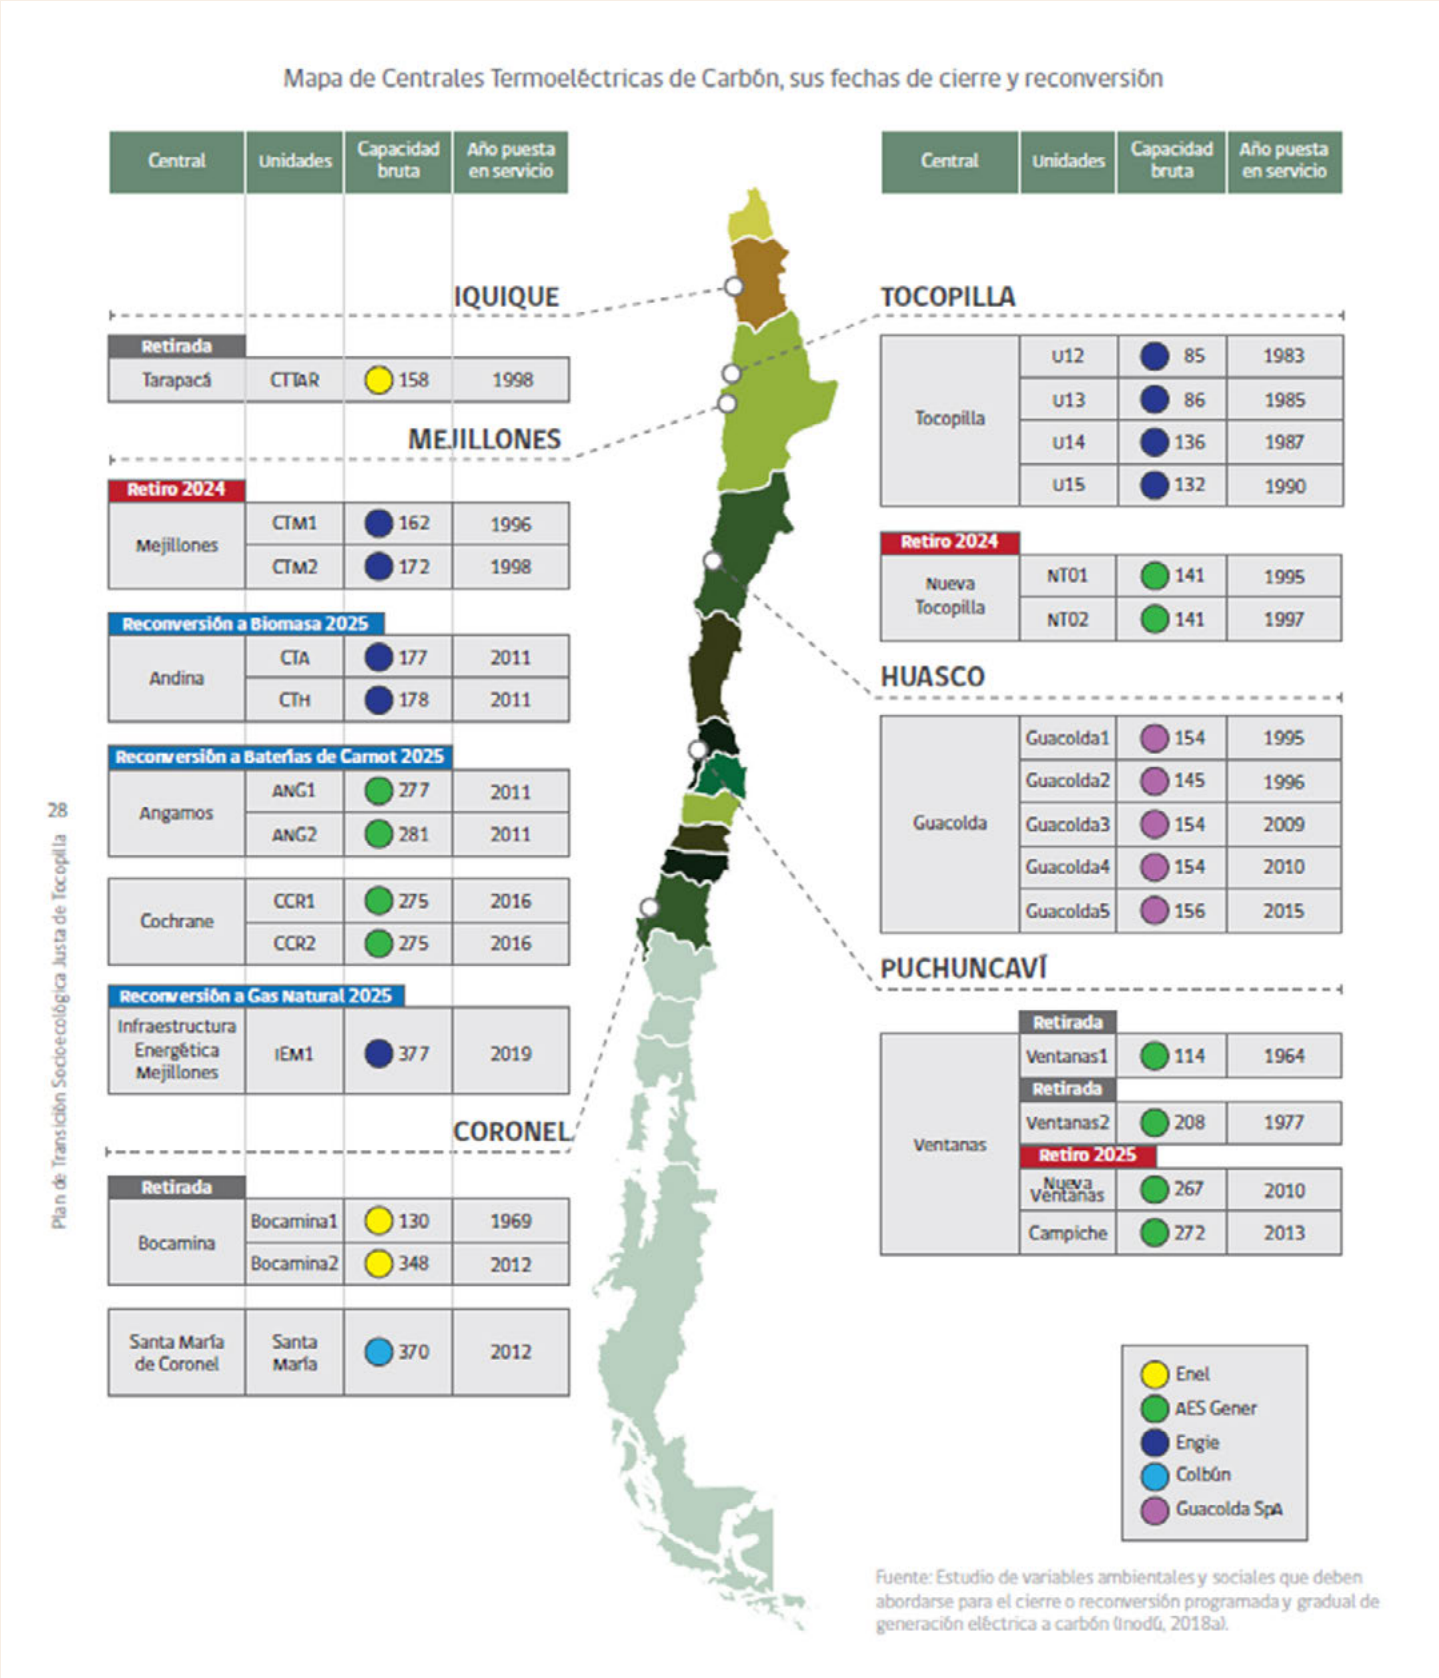 Mapa de Centrales Termoeléctricas de Carbón, sus fechas de cierre y reconversión
Central Unidades Capacidad bruta Año puesta en servicio
IQUIQUE
Retirada
Tarapacá CTTAR 158 1998
MEJILLONES
Retiro 2024
Mejillones
CTM1 162 1996
CTM2 172 1998
Reconversión a Biomasa 2025
Andina
CTA 177 2011
CTH 178 2011
Reconversión a Baterías de Carnot 2025
Angamos
ANG1 277 2011
ANG2 281 2011
Cochrane
CCR1 275 2016
CCR2 275 2016
Reconversión a Gas Natural 2025
Infraestructura
Energética
Mejillones
IEM1 377 2019
CORONEL
Retirada
Bocamina
Bocamina1 130 1969
Bocamina2 348 2012
Santa María
de Coronel
Santa
María
370 2012
Central Unidades Capacidad bruta Año puesta en servicio
TOCOPILLA
Tocopilla
U12 85 1983
U13 86 1985
U14 136 1987
U15 132 1990
Retiro 2024
Nueva
Tocopilla
NTO1 141 1995
NTO2 141 1997
HUASCO
Guacolda
Guacolda1 154 1995
Guacolda2 145 1996
Guacolda3 154 2009
Guacolda4 154 2010
Guacolda5 156 2015
PUCHUNCAVÍ
Ventanas
Retirada
Ventanas1 114 1964
Retirada
Ventanas2 208 1977
Retiro 2025
Nueva
Ventanas
267 2010
Campiche 272 2013
Enel
AES Gener
Engie
Colbún
Guacolda SpA
Fuente: Estudio de variables ambientales y sociales que deben
abordarse para el cierre o reconversión programada y gradual de
generación eléctrica a carbón (Inodú, 2018a).
28
Plan de Transición Socioecológica Justa de Tocopilla